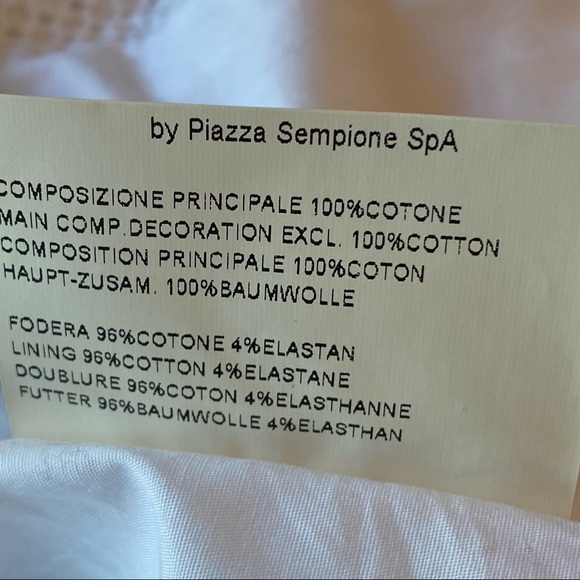 by Piazza Sempione SpA
COMPOSIZIONE PRINCIPALE 100%COTONE
MAIN COMP.DECORATION EXCL. 100%COTTON
COMPOSITION PRINCIPALE 100%COTON
HAUPT-ZUSAM. 100%BAUMWOLLE
FODERA 96%COTONE 4%ELASTAN
LINING 96%COTTON 4%ELASTANE
DOUBLURE 96%COTON 4%ELASTHANNE
FUTTER 96%BAUMWOLLE 4%ELASTHAN